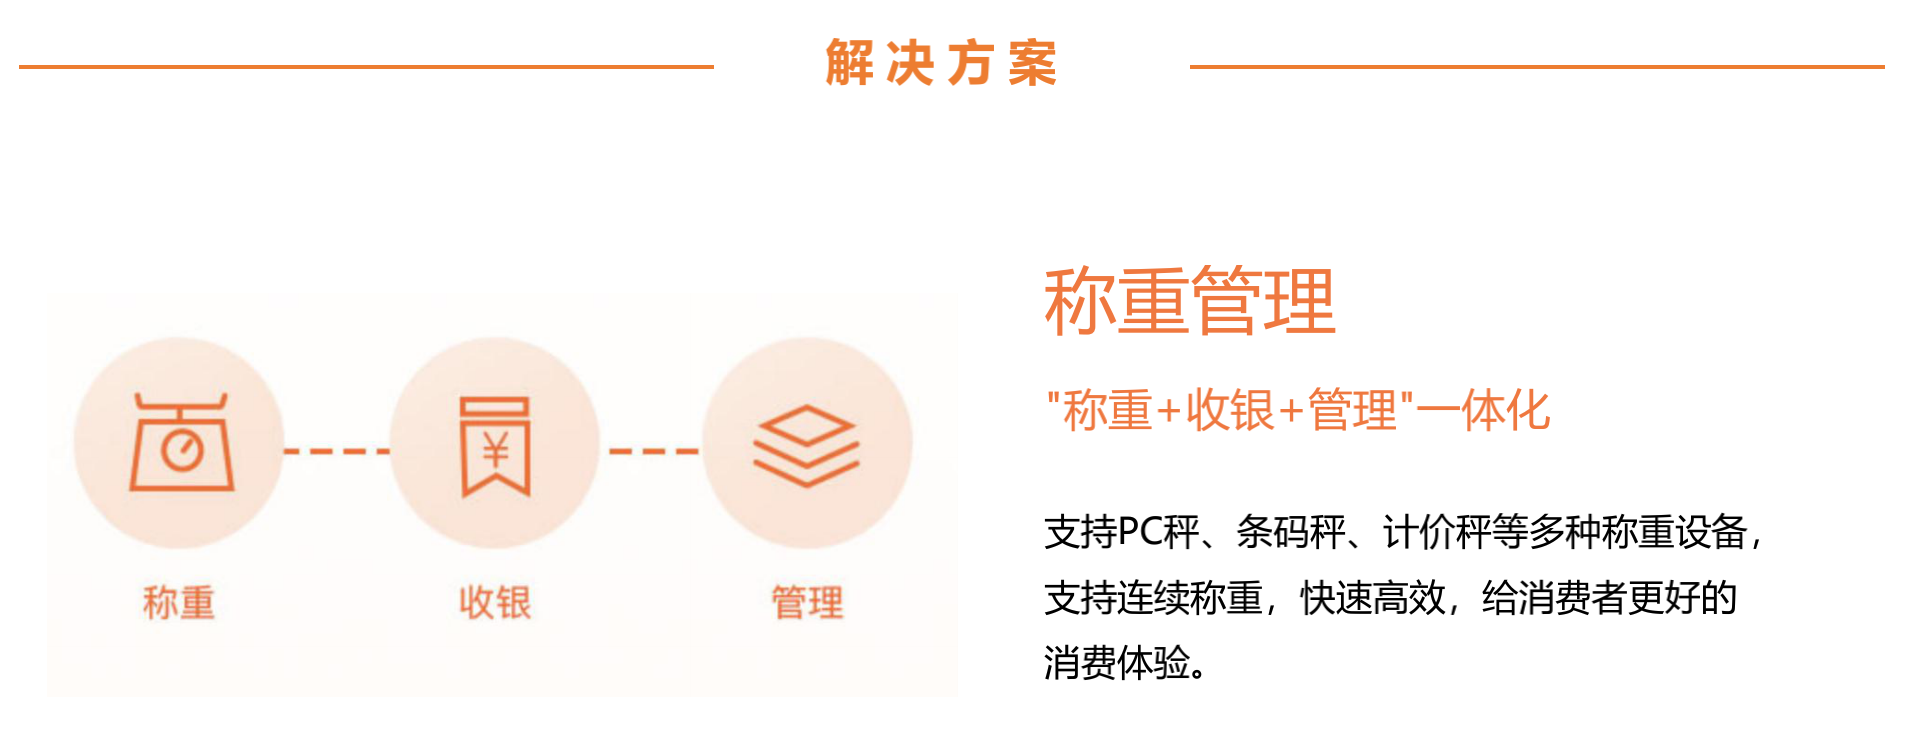 解决方案
称重管理
"称重+收银+管理"一体化
支持PC秤、条码秤、计价秤等多种称重设备，
支持连续称重，快速高效，给消费者更好的
消费体验。
¥
称重
收银
管理